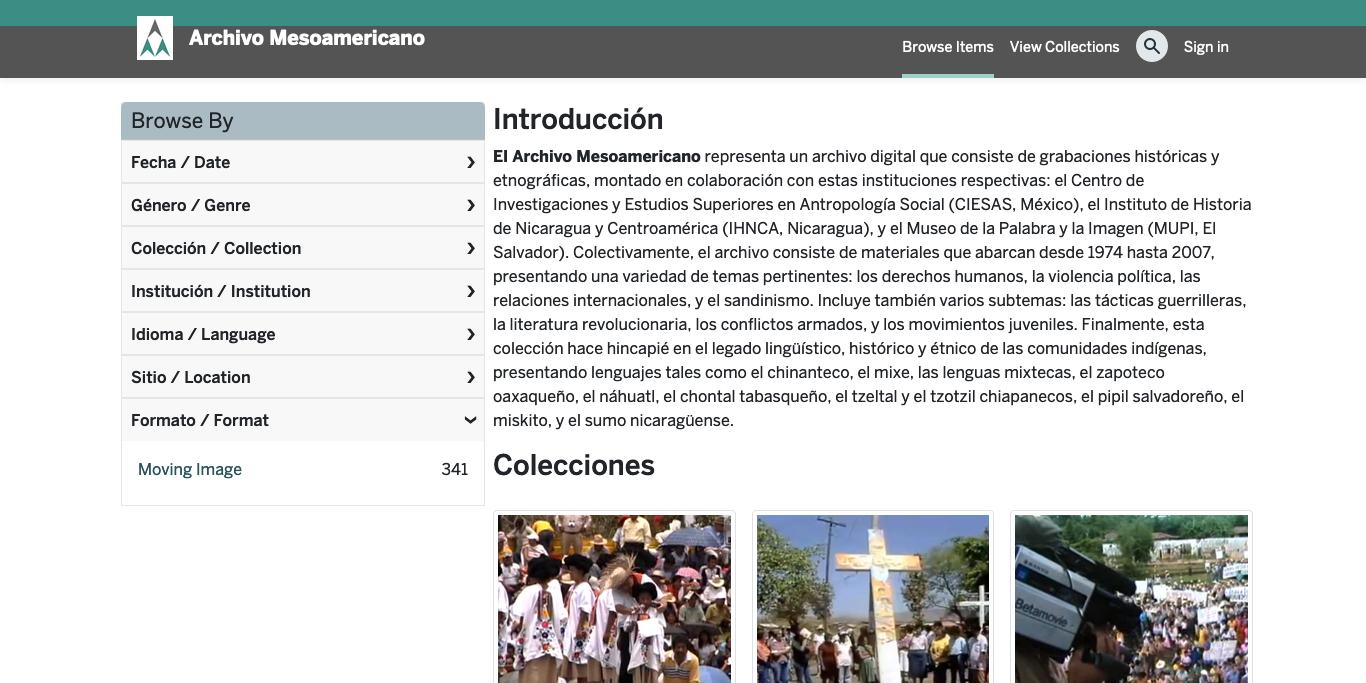 Archivo Mesoamericano
Browse Items View Collections Sign in
Browse By
Fecha / Date
Género / Genre
Colección / Collection
Institución / Institution
Idioma / Language
Sitio / Location
Formato / Format
Moving Image 341
Introducción
El Archivo Mesoamericano representa un archivo digital que consiste de grabaciones históricas y
etnográficas, montado en colaboración con estas instituciones respectivas: el Centro de
Investigaciones y Estudios Superiores en Antropología Social (CIESAS, México), el Instituto de Historia
de Nicaragua y Centroamérica (IHNCA, Nicaragua), y el Museo de la Palabra y la Imagen (MUPI, El
Salvador). Colectivamente, el archivo consiste de materiales que abarcan desde 1974 hasta 2007,
presentando una variedad de temas pertinentes: los derechos humanos, la violencia política, las
relaciones internacionales, y el sandinismo. Incluye también varios subtemas: las tácticas guerrilleras,
la literatura revolucionaria, los conflictos armados, y los movimientos juveniles. Finalmente, esta
colección hace hincapié en el legado lingüístico, histórico y étnico de las comunidades indígenas,
presentando lenguajes tales como el chinanteco, el mixe, las lenguas mixtecas, el zapoteco
oaxaqueño, el náhuatl, el chontal tabasqueño, el tzeltal y el tzotzil chiapanecos, el pipil salvadoreño, el
miskito, y el sumo nicaragüense.
Colecciones
Betamovie